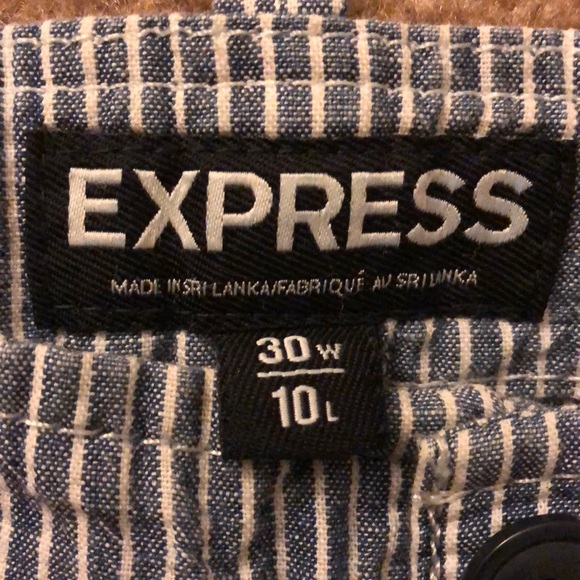 EXPRESS
MADE IN SRI LANKA/FABRIQUÉ AU SRI LANKA
30 W
10 L